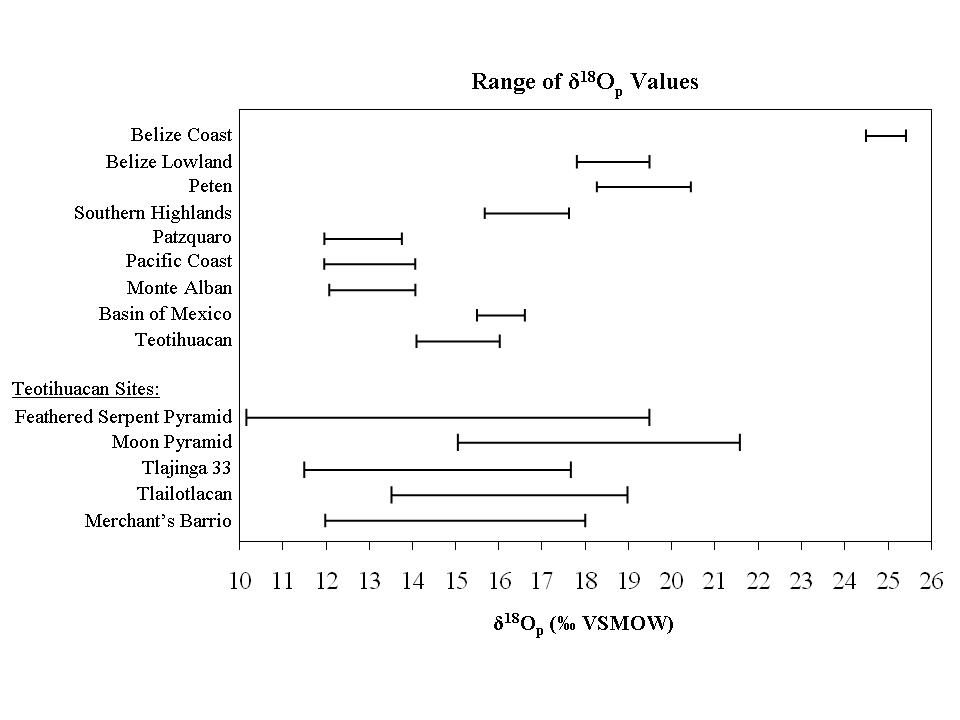 Range of δ¹⁸Oₚ Values
Belize Coast
Belize Lowland
Peten
Southern Highlands
Patzquaro
Pacific Coast
Monte Alban
Basin of Mexico
Teotihuacan
Teotihuacan Sites:
Feathered Serpent Pyramid
Moon Pyramid
Tlajinga 33
Tlailotlacan
Merchant’s Barrio
10 11 12 13 14 15 16 17 18 19 20 21 22 23 24 25 26
δ¹⁸Oₚ (‰ VSMOW)